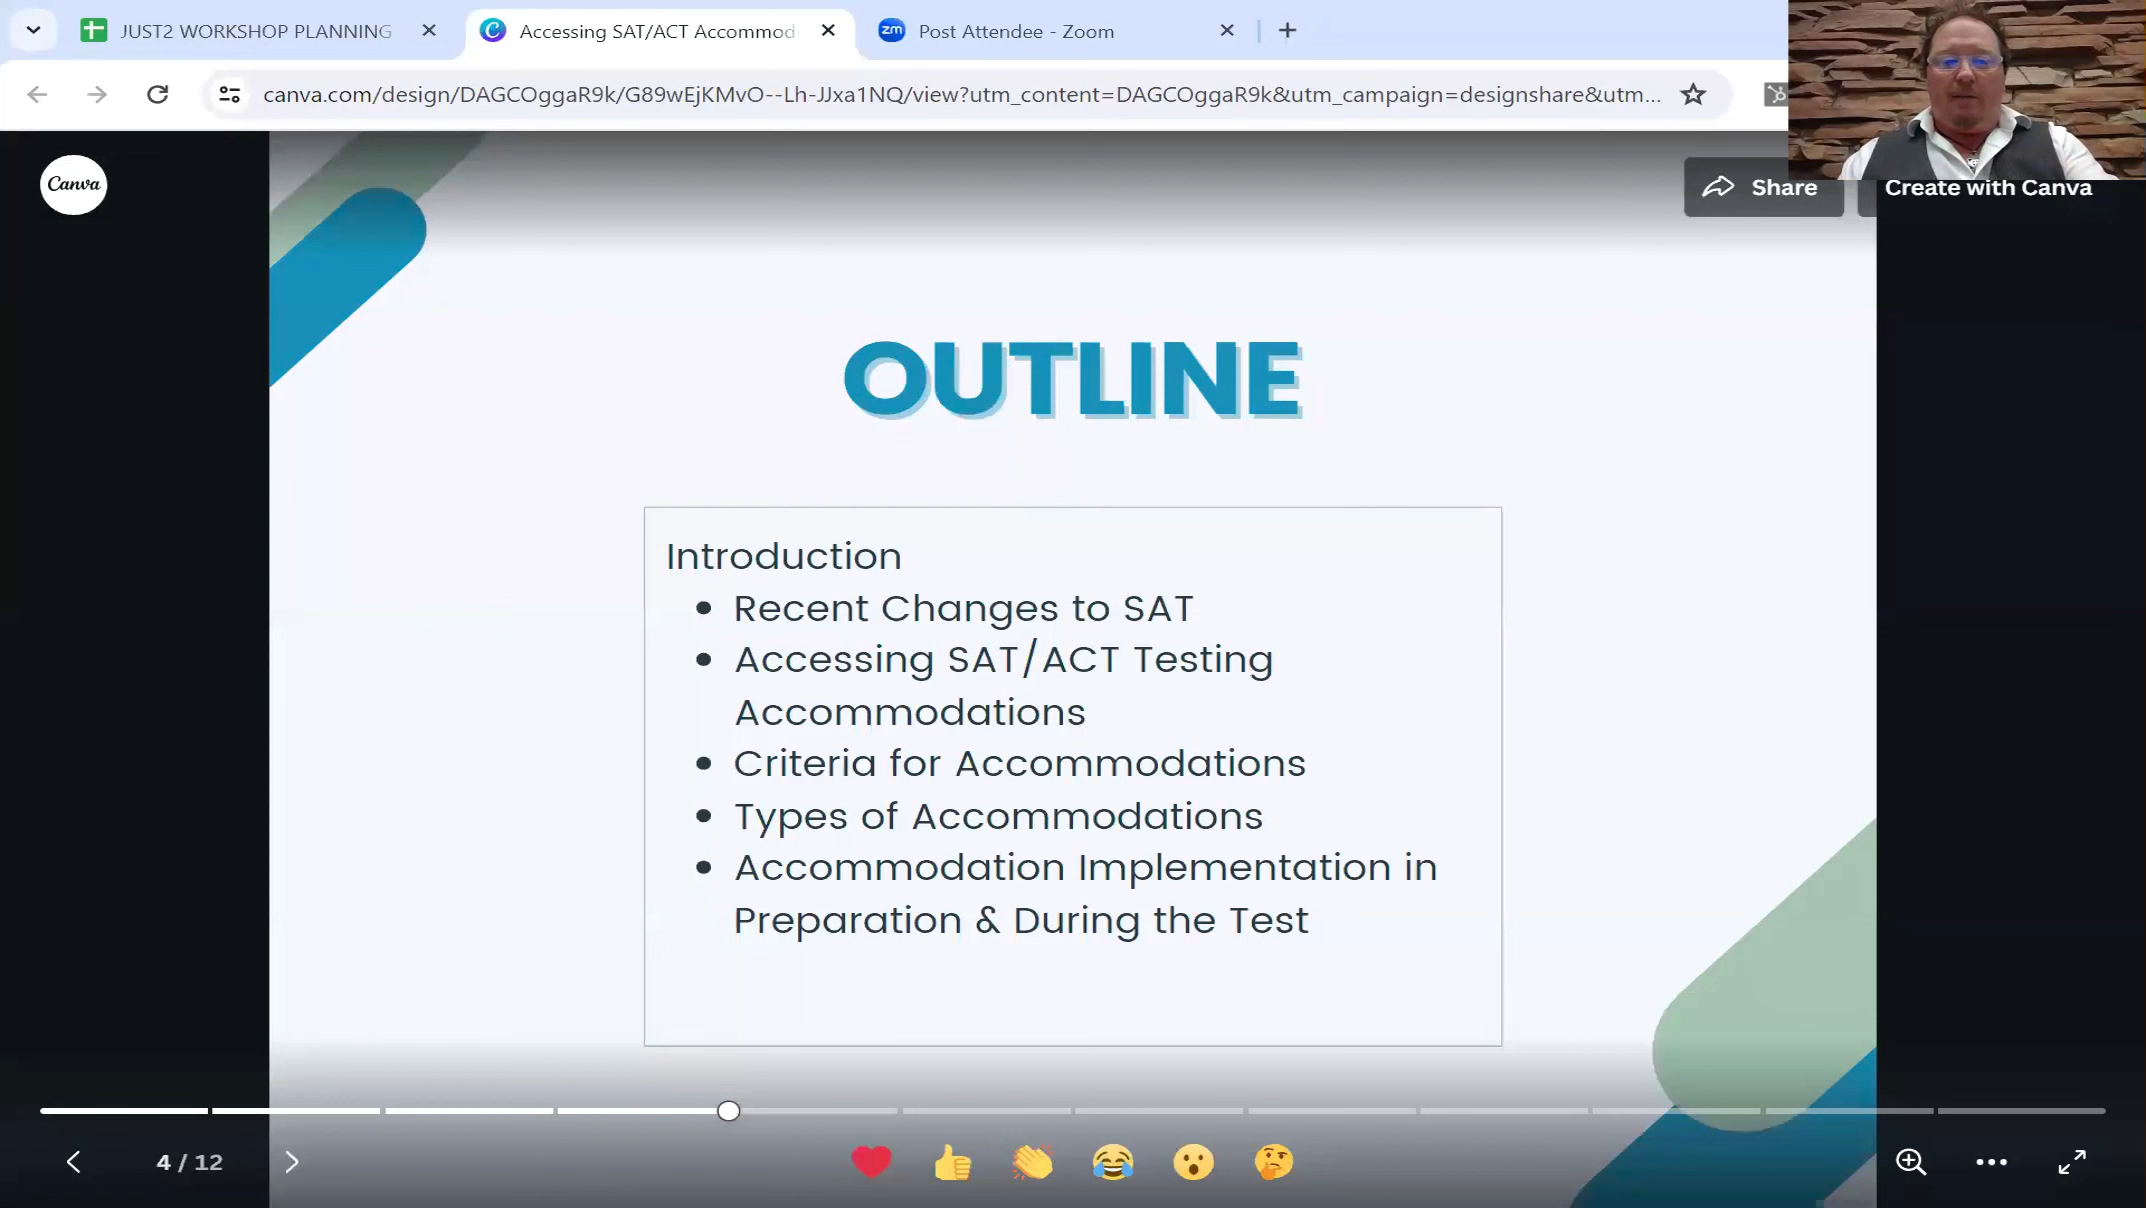 JUST2 WORKSHOP PLANNING
Accessing SAT/ACT Accommod
zm
Post Attendee - Zoom
canva.com/design/DAGCOggaR9k/G89wEjKMvO--Lh-JJxa1NQ/view?utm_content=DAGCOggaR9k&utm_campaign=designshare&utm...
Canva
Share
Create with Canva
OUTLINE
Introduction
• Recent Changes to SAT
• Accessing SAT/ACT Testing
Accommodations
• Criteria for Accommodations
• Types of Accommodations
• Accommodation Implementation in
Preparation & During the Test
4 / 12